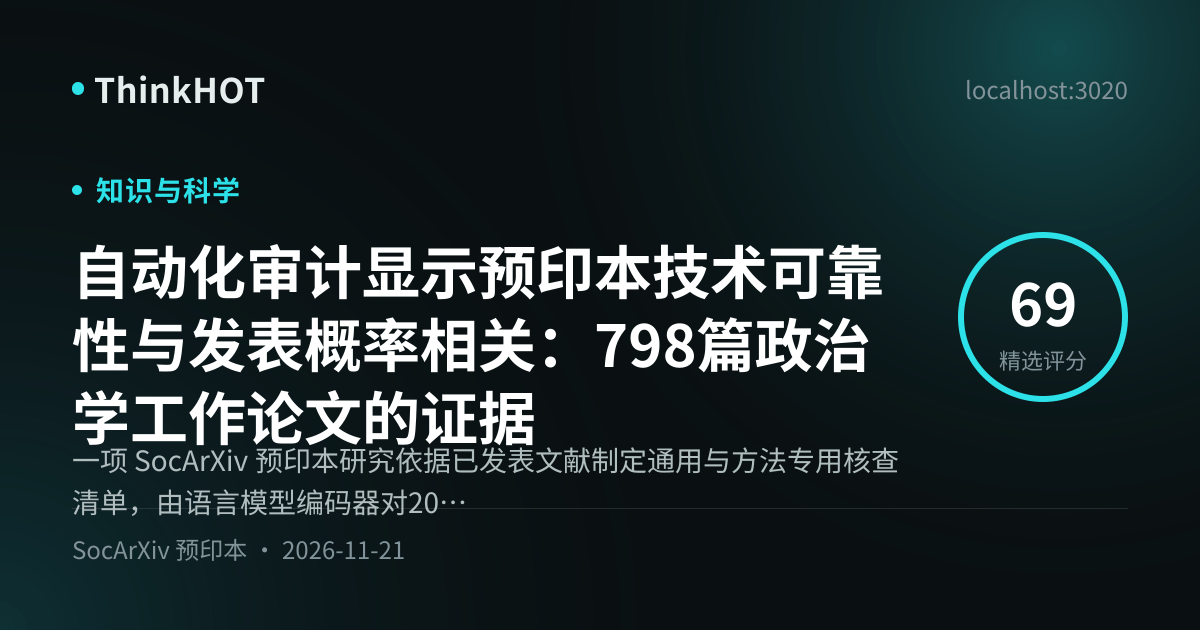 ThinkHOT
localhost:3020
知识与科学
自动化审计显示预印本技术可靠
性与发表概率相关：798篇政治
学工作论文的证据
69
精选评分
一项 SocArXiv 预印本研究依据已发表文献制定通用与方法专用核查
清单，由语言模型编码器对20…
SocArXiv 预印本 · 2026-11-21